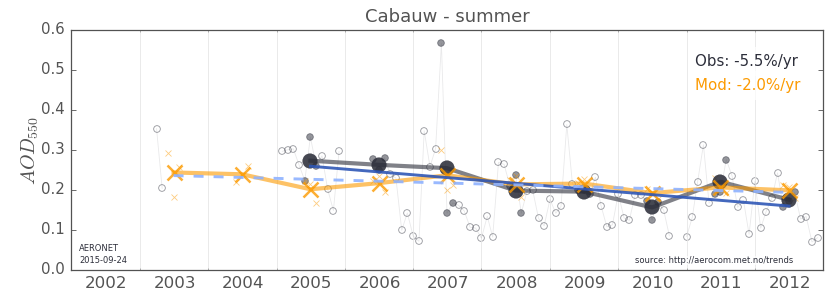 Cabauw - summer
0.6
0.5
0.4
0.3
0.2
0.1
0.0
AOD550
Obs: -5.5%/yr
Mod: -2.0%/yr
AERONET
2015-09-24
source: http://aerocom.met.no/trends
2002 2003 2004 2005 2006 2007 2008 2009 2010 2011 2012